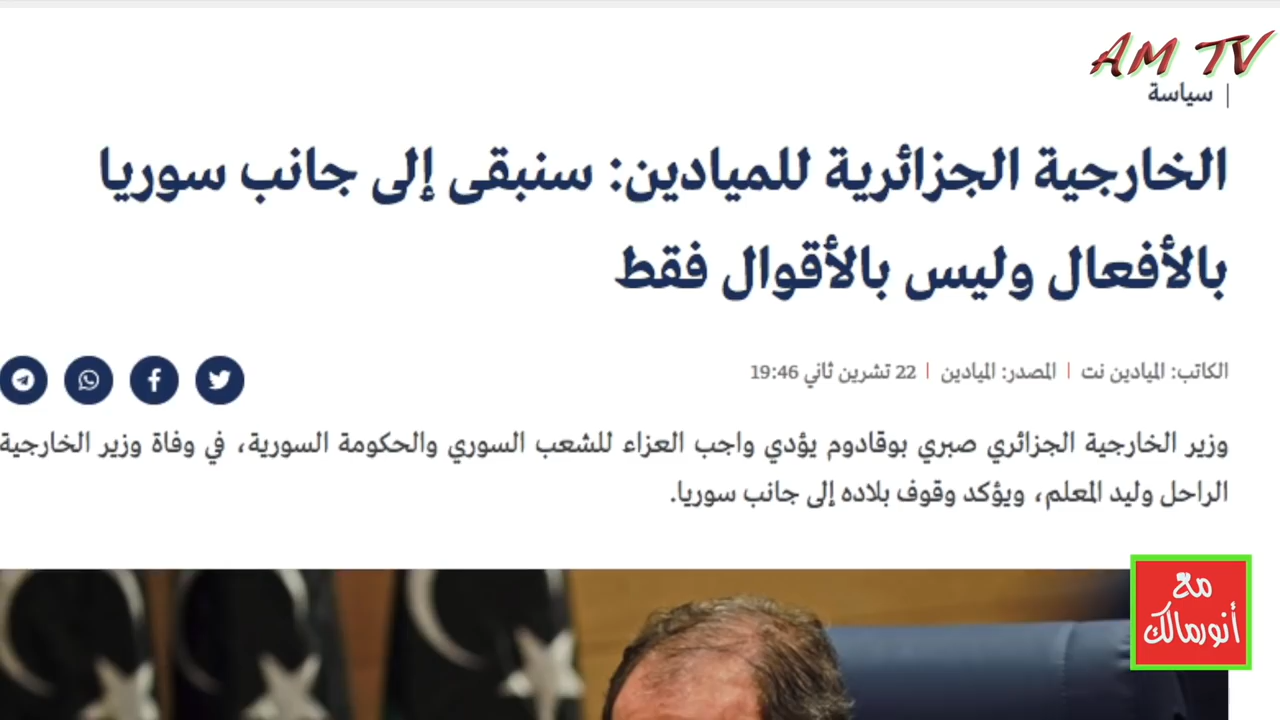 AM TV
سياسة
الخارجية الجزائرية للميادين: سنبقى إلى جانب سوريا
بالأفعال وليس بالأقوال فقط
الكاتب: الميادين نت | المصدر: الميادين | 22 تشرين ثاني 19:46
وزير الخارجية الجزائري صبري بوقادوم يؤدي واجب العزاء للشعب السوري والحكومة السورية، في وفاة وزير الخارجية
الراحل وليد المعلم، ويؤكد وقوف بلاده إلى جانب سوريا.
مع
أنورمالك